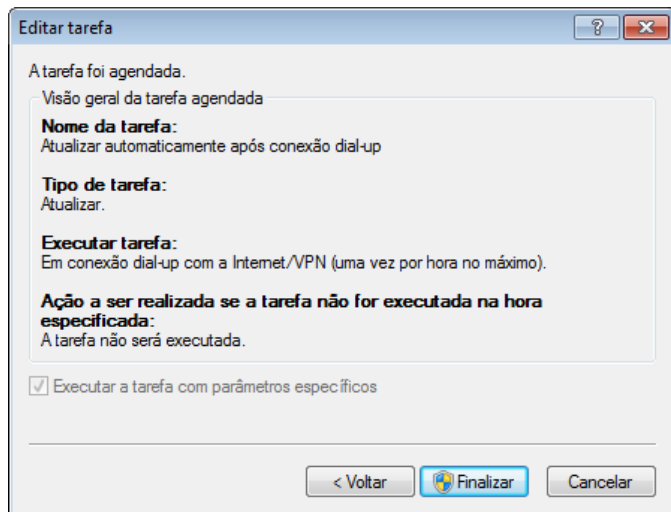 Editar tarefa
A tarefa foi agendada.
Visão geral da tarefa agendada
Nome da tarefa:
Atualizar automaticamente após conexão dial-up
Tipo de tarefa:
Atualizar.
Executar tarefa:
Em conexão dial-up com a Internet/VPN (uma vez por hora no máximo).
Ação a ser realizada se a tarefa não for executada na hora
especificada:
A tarefa não será executada.
Executar a tarefa com parâmetros específicos
< Voltar
Finalizar
Cancelar